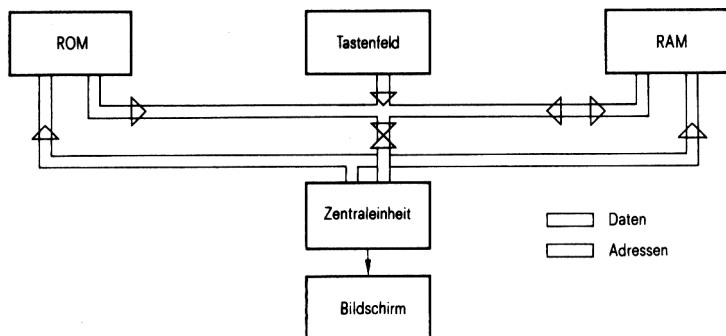 ROM
Tastenfeld
RAM
Zentraleinheit
Daten
Adressen
Bildschirm